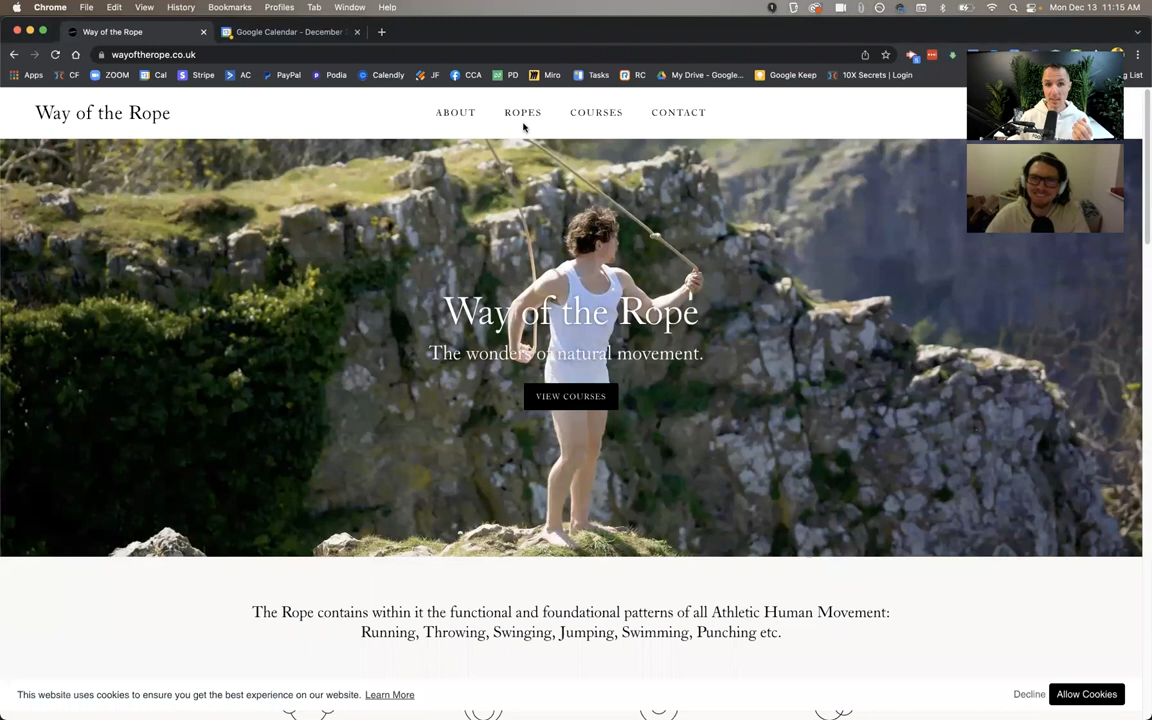 Chrome File Edit View History Bookmarks Profiles Tab Window Help
Mon Dec 13 11:15 AM
Way of the Rope
Google Calendar - December
wayoftherope.co.uk
Apps CF ZOOM Cal Stripe AC PayPal Podia Calendly JF CCA PD Miro Tasks RC My Drive - Google... Google Keep 10X Secrets | Login
g List
Way of the Rope
ABOUT ROPES COURSES CONTACT
Way of the Rope
The wonders of natural movement.
VIEW COURSES
The Rope contains within it the functional and foundational patterns of all Athletic Human Movement:
Running, Throwing, Swinging, Jumping, Swimming, Punching etc.
This website uses cookies to ensure you get the best experience on our website. Learn More
Decline Allow Cookies